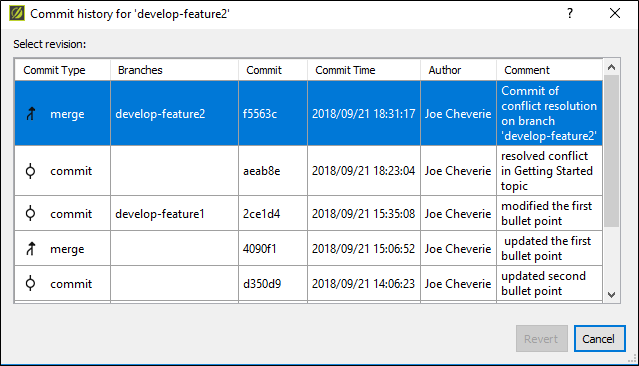 Commit history for 'develop-feature2'
Select revision:
Commit Type Branches Commit Commit Time Author Comment
merge develop-feature2 f5563c 2018/09/21 18:31:17 Joe Cheverie Commit of
conflict resolution
on branch
'develop-feature2'
commit aeab8e 2018/09/21 18:23:04 Joe Cheverie resolved conflict
in Getting Started
topic
commit develop-feature1 2ce1d4 2018/09/21 15:35:08 Joe Cheverie modified the first
bullet point
merge 4090f1 2018/09/21 15:06:52 Joe Cheverie updated the first
bullet point
commit d350d9 2018/09/21 14:06:23 Joe Cheverie updated second
bullet point
Revert Cancel